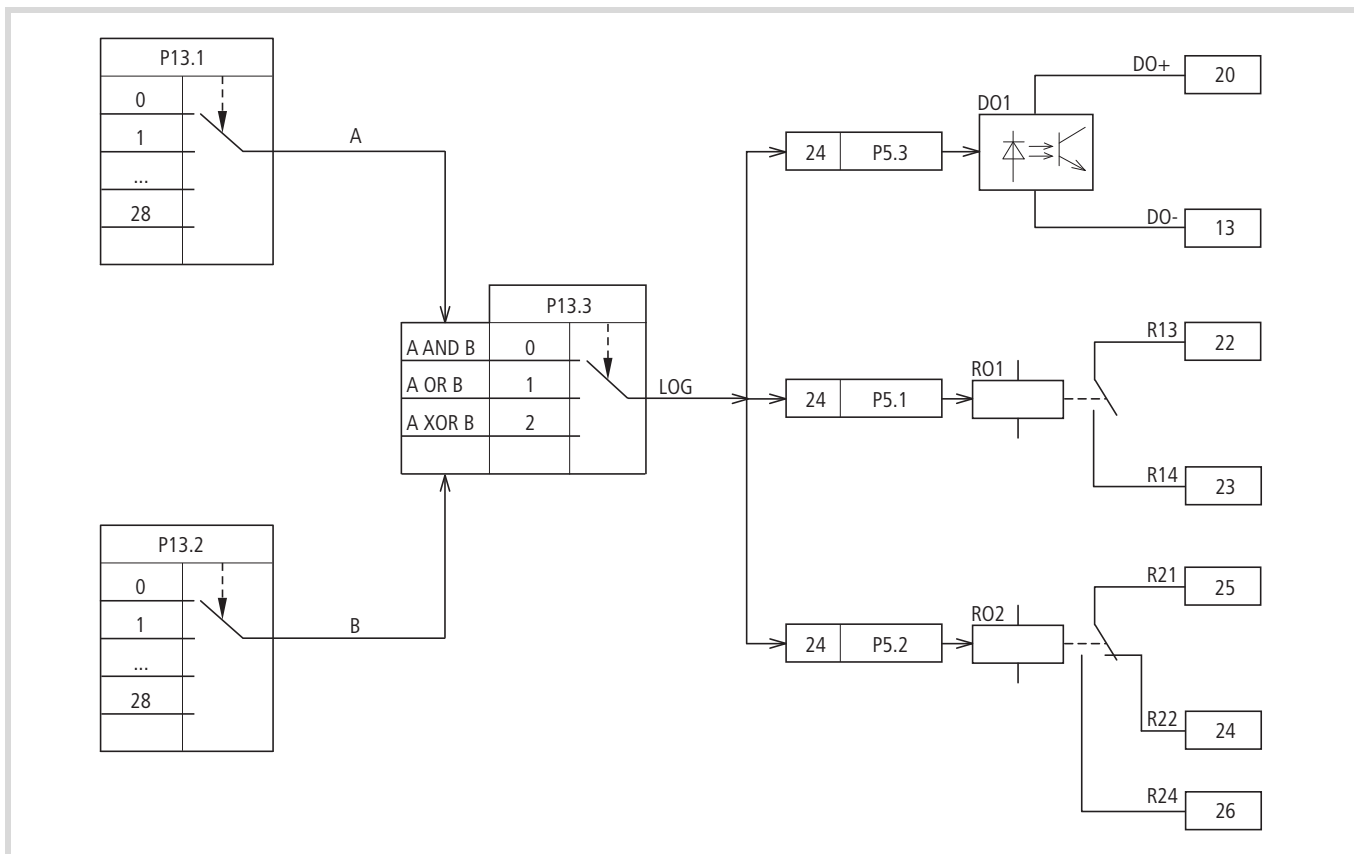 P13.1
0
1
...
28
A
P13.2
0
1
...
28
B
P13.3
A AND B 0
A OR B 1
A XOR B 2
LOG
24 P5.3
DO1
DO+ 20
DO- 13
24 P5.1
RO1
R13 22
R14 23
24 P5.2
RO2
R21 25
R22 24
R24 26